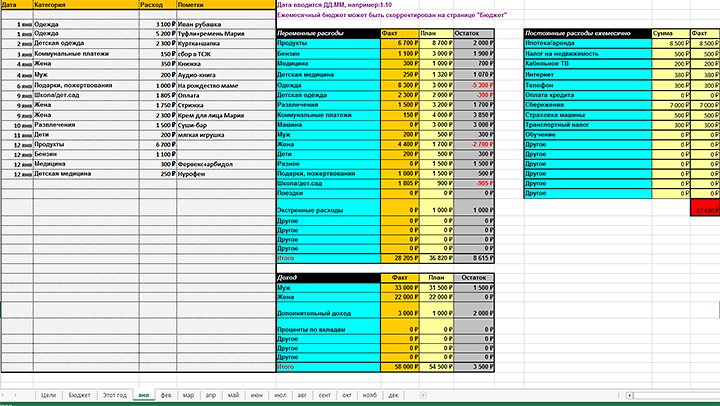 Дата Категория Расход Пометки
Дата вводится ДД.ММ, например:1.10
Ежемесячный бюджет может быть скорректирован на странице "Бюджет"
1 янв Одежда 3 100 ₽ Иван рубашка
1 янв Одежда 5 200 ₽ Туфли+ремень Мария
2 янв Детская одежда 2 300 ₽ Куртка+шапка
3 янв Коммунальные платежи 150 ₽ сбор в ТСЖ
4 янв Жена 350 ₽ Книжка
4 янв Муж 200 ₽ Аудио-книга
6 янв Подарки, пожертвования 1 000 ₽ На рождество маме
9 янв Школа/дет.сад 1 805 ₽ Оплата
9 янв Жена 1 750 ₽ Стрижка
9 янв Жена 2 300 ₽ Крем для лица Мария
10 янв Развлечения 1 500 ₽ Суши-бар
11 янв Дети 200 ₽ мягкая игрушка
12 янв Продукты 6 700 ₽
12 янв Бензин 1 100 ₽
12 янв Медицина 300 ₽ Фервекс+арбидол
12 янв Детская медицина 250 ₽ Нурофен
Переменные расходы Факт План Остаток
Продукты 6 700 ₽ 8 700 ₽ 2 000 ₽
Бензин 1 100 ₽ 3 000 ₽ 1 900 ₽
Медицина 300 ₽ 1 000 ₽ 700 ₽
Детская медицина 250 ₽ 1 320 ₽ 1 070 ₽
Одежда 8 300 ₽ 3 000 ₽ -5 300 ₽
Детская одежда 2 300 ₽ 2 000 ₽ -300 ₽
Развлечения 1 500 ₽ 3 200 ₽ 1 700 ₽
Коммунальные платежи 150 ₽ 4 000 ₽ 3 850 ₽
Машина 0 ₽ 3 000 ₽ 3 000 ₽
Муж 200 ₽ 500 ₽ 300 ₽
Жена 4 400 ₽ 1 700 ₽ -2 700 ₽
Дети 200 ₽ 500 ₽ 300 ₽
Разное 0 ₽ 1 500 ₽ 1 500 ₽
Подарки, пожертвования 1 000 ₽ 1 500 ₽ 500 ₽
Школа/дет.сад 1 805 ₽ 900 ₽ -905 ₽
Поездки 0 ₽ 0 ₽
Экстренные расходы 0 ₽ 1 000 ₽ 1 000 ₽
Другое 0 ₽ 0 ₽
Другое 0 ₽ 0 ₽
Другое 0 ₽ 0 ₽
Итого 28 205 ₽ 36 820 ₽ 8 615 ₽
Доход Факт План Остаток
Муж 33 000 ₽ 31 500 ₽ 1 500 ₽
Жена 22 000 ₽ 22 000 ₽ 0 ₽
Дополнительный доход 3 000 ₽ 1 000 ₽ 2 000 ₽
Проценты по вкладам 0 ₽ 0 ₽
Другое 0 ₽ 0 ₽
Другое 0 ₽ 0 ₽
Другое 0 ₽ 0 ₽
Итого 58 000 ₽ 54 500 ₽ 3 500 ₽
Постоянные расходы ежемесячно Сумма Факт
Ипотека/аренда 8 500 ₽ 8 500 ₽
Налог на недвижимость 500 ₽ 500 ₽
Кабельное ТВ 200 ₽ 200 ₽
Интернет 380 ₽ 380 ₽
Телефон 300 ₽ 300 ₽
Оплата кредита 0 ₽ 0 ₽
Сбережения 7 000 ₽ 7 000 ₽
Страховка машины 500 ₽ 500 ₽
Транспортный налог 300 ₽ 300 ₽
Обучение 0 ₽ 0 ₽
Другое 0 ₽ 0 ₽
Другое 0 ₽ 0 ₽
Другое 0 ₽ 0 ₽
Другое 0 ₽ 0 ₽
Другое 0 ₽ 0 ₽
Цели Бюджет Этот год янв фев мар апр май июн июл авг сент окт нояб дек